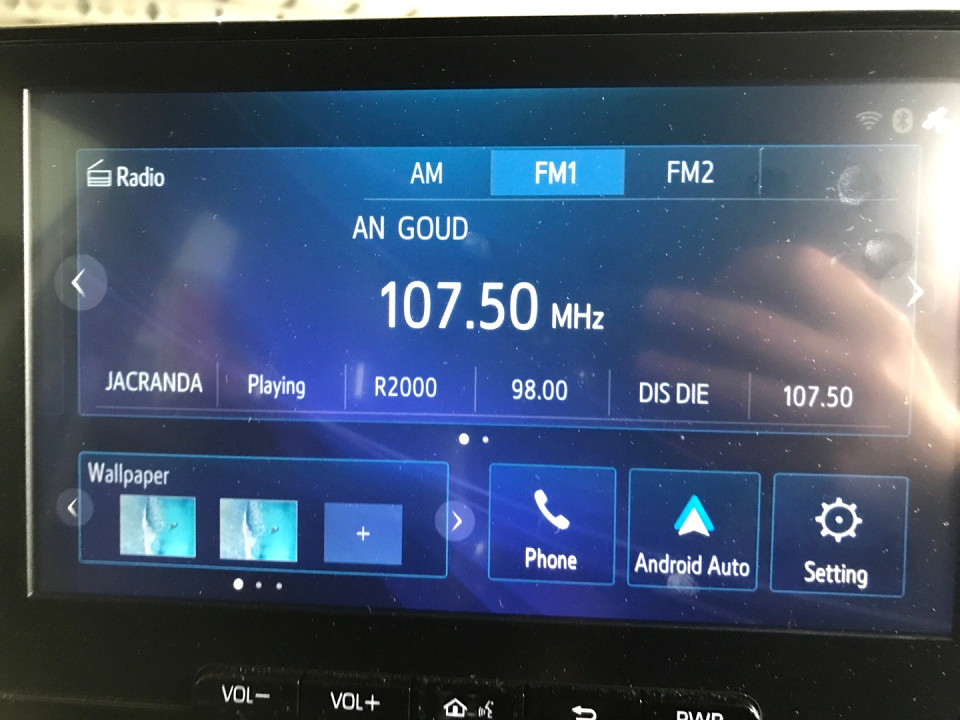 Radio AM FM1 FM2
AN GOUD
107.50 MHz
JACRANDA Playing R2000 98.00 DIS DIE 107.50
Wallpaper
+
Phone Android Auto Setting
VOL- VOL+ PWR